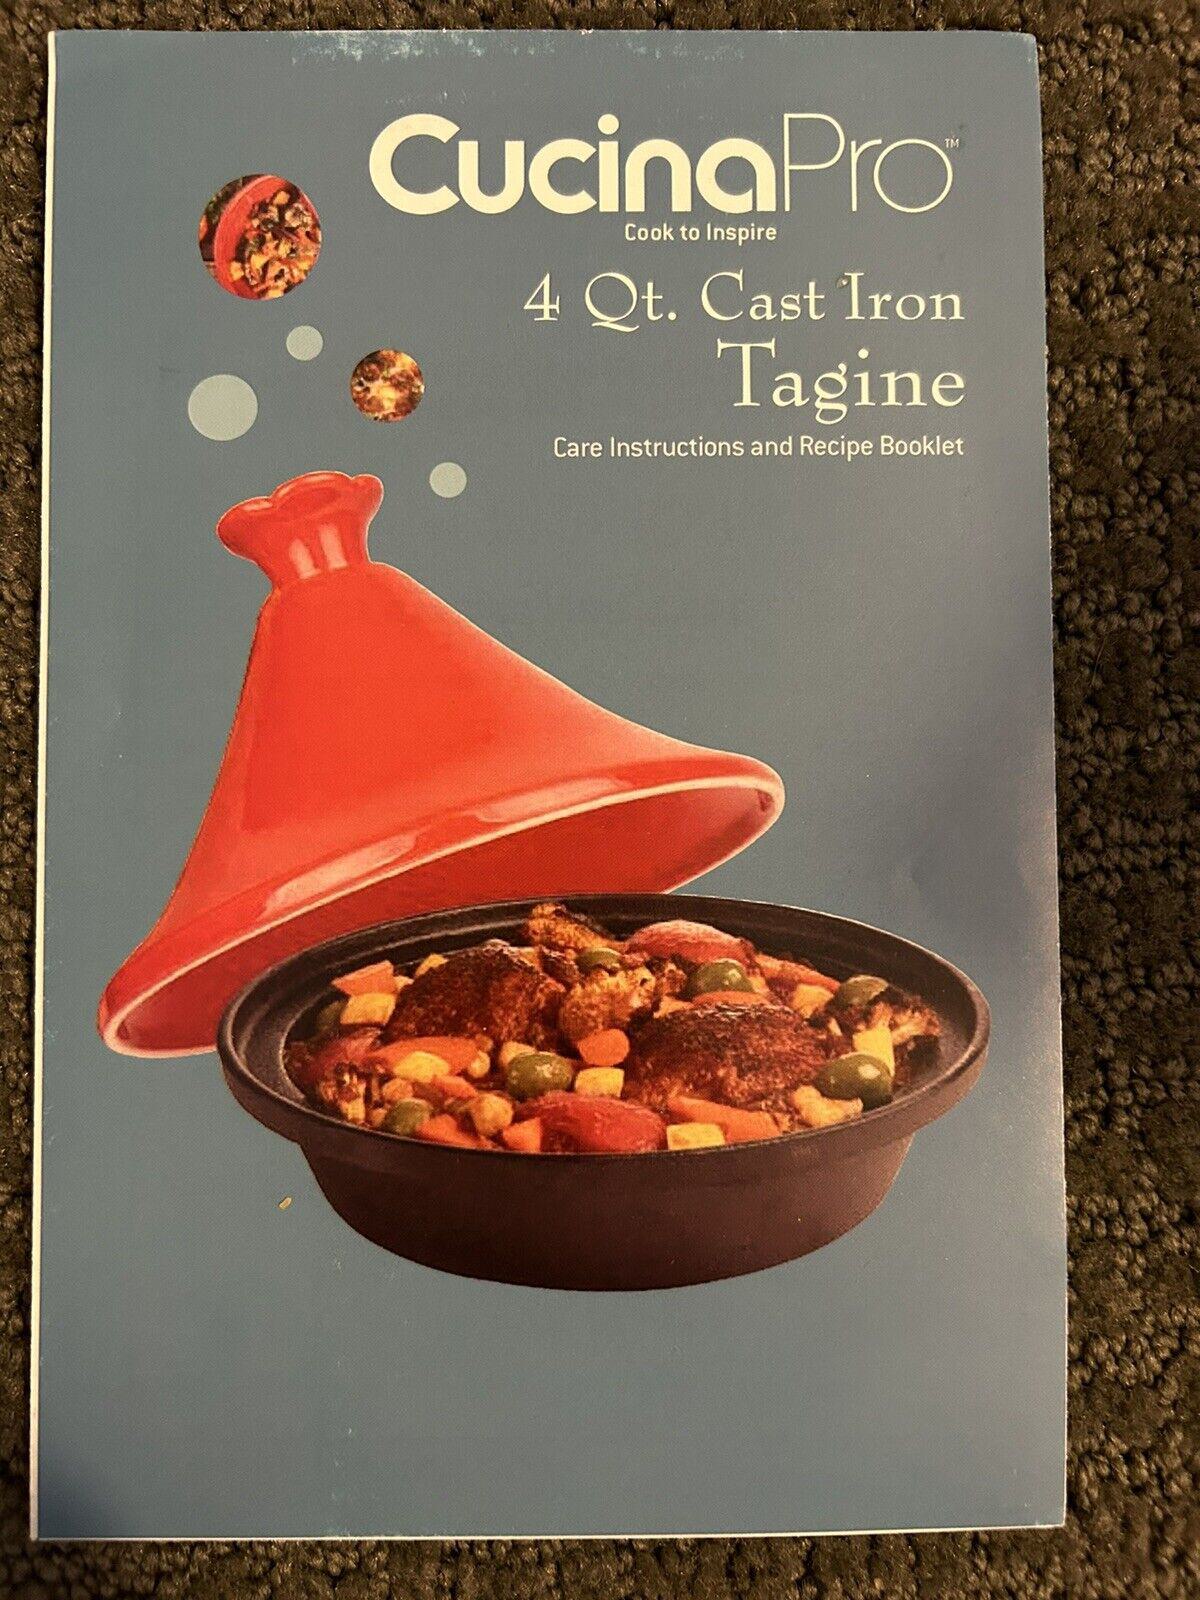 CucinaPro™
Cook to Inspire
4 Qt. Cast Iron
Tagine
Care Instructions and Recipe Booklet